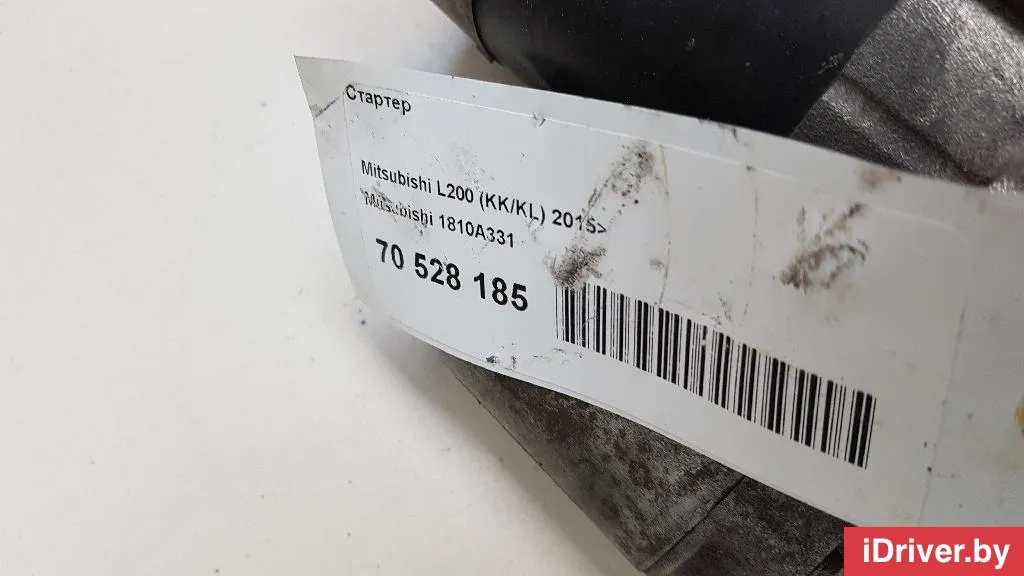 Стартер
Mitsubishi L200 (KK/KL) 2015>
Mitsubishi 1810A331
70 528 185
iDriver.by